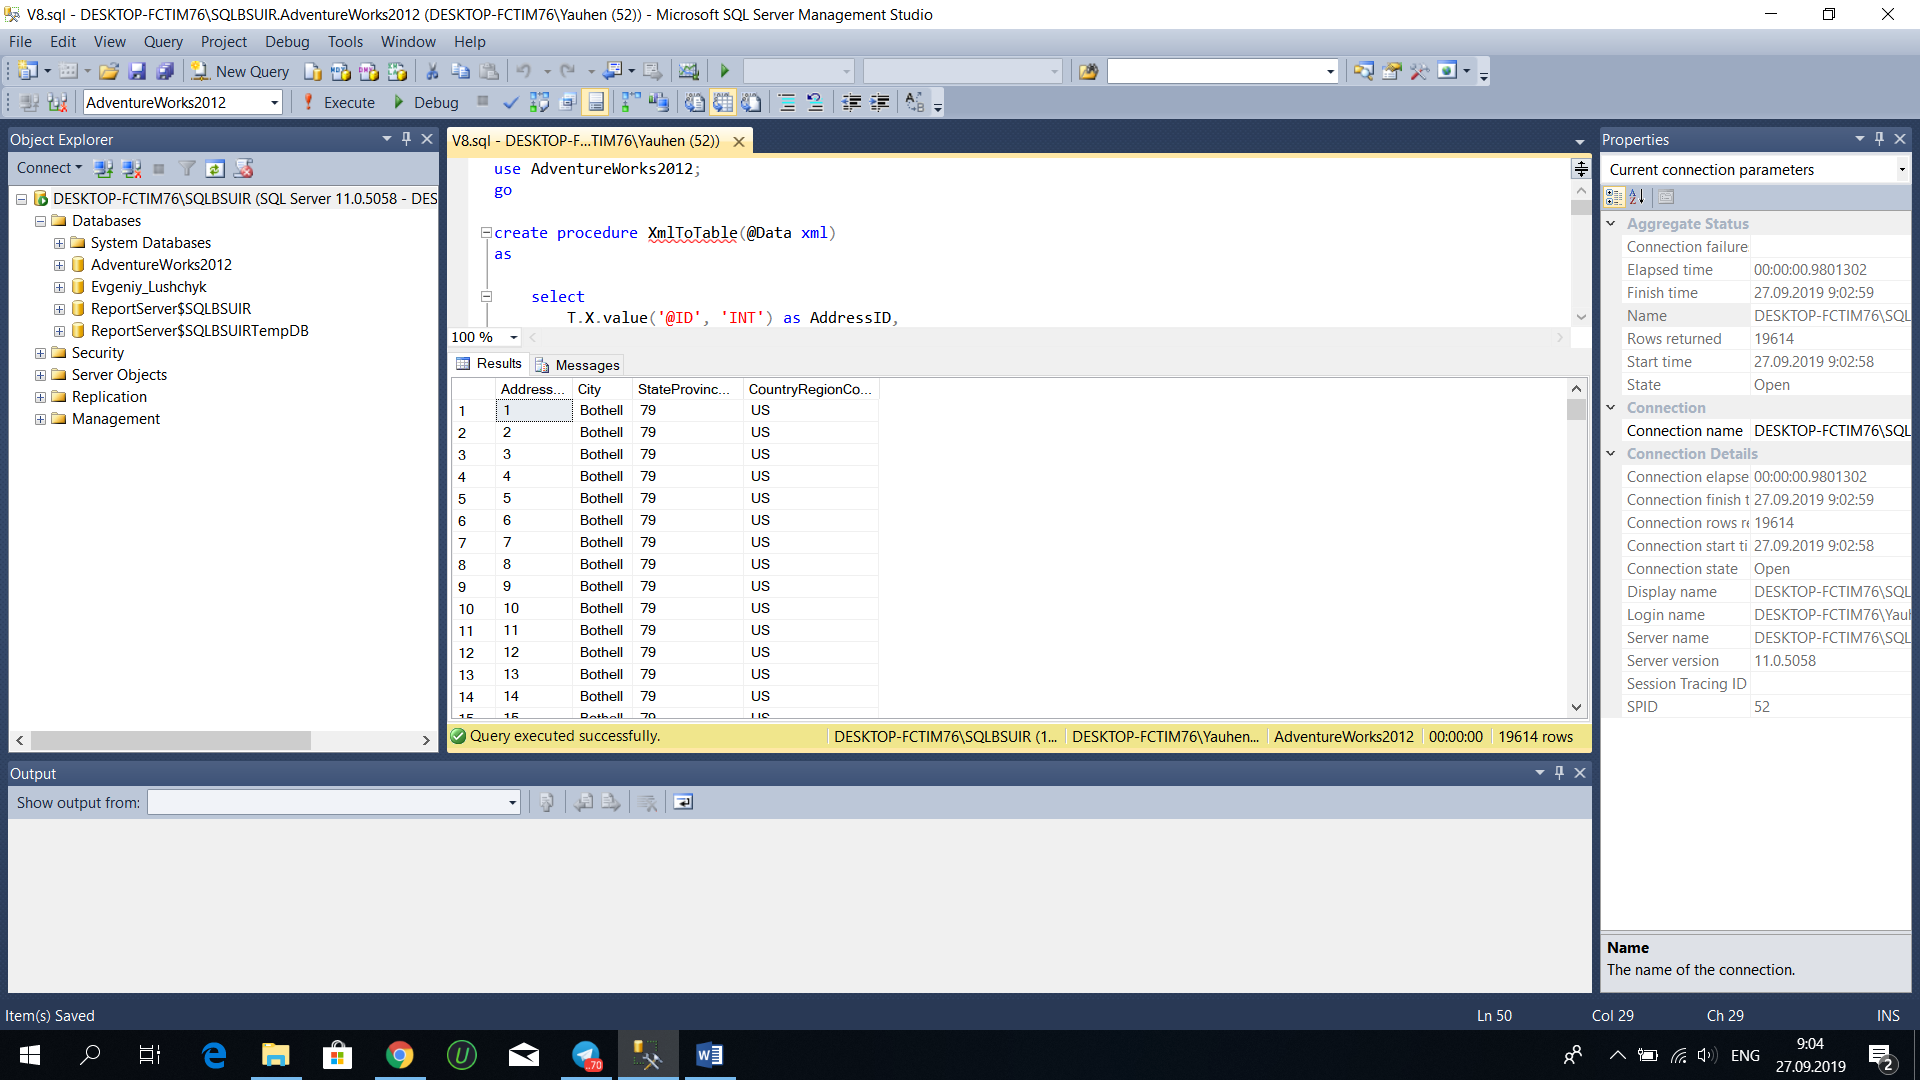 V8.sql - DESKTOP-FCTIM76\SQLBSUIR.AdventureWorks2012 (DESKTOP-FCTIM76\Yauhen (52)) - Microsoft SQL Server Management Studio
File Edit View Query Project Debug Tools Window Help
New Query
AdventureWorks2012 Execute Debug
Object Explorer
Connect
DESKTOP-FCTIM76\SQLBSUIR (SQL Server 11.0.5058 - DES
Databases
System Databases
AdventureWorks2012
Evgeniy_Lushchyk
ReportServer$SQLBSUIR
ReportServer$SQLBSUIRTempDB
Security
Server Objects
Replication
Management
V8.sql - DESKTOP-F...TIM76\Yauhen (52))
use AdventureWorks2012;
go
create procedure XmlToTable(@Data xml)
as
select
T.X.value('@ID', 'INT') as AddressID,
100 %
Results Messages
Address... City StateProvinc... CountryRegionCo...
1 1 Bothell 79 US
2 2 Bothell 79 US
3 3 Bothell 79 US
4 4 Bothell 79 US
5 5 Bothell 79 US
6 6 Bothell 79 US
7 7 Bothell 79 US
8 8 Bothell 79 US
9 9 Bothell 79 US
10 10 Bothell 79 US
11 11 Bothell 79 US
12 12 Bothell 79 US
13 13 Bothell 79 US
14 14 Bothell 79 US
15 15 Bothell 79 US
Query executed successfully. DESKTOP-FCTIM76\SQLBSUIR (1... DESKTOP-FCTIM76\Yauhen... AdventureWorks2012 00:00:00 19614 rows
Properties
Current connection parameters
Aggregate Status
Connection failure
Elapsed time 00:00:00.9801302
Finish time 27.09.2019 9:02:59
Name DESKTOP-FCTIM76\SQL
Rows returned 19614
Start time 27.09.2019 9:02:58
State Open
Connection
Connection name DESKTOP-FCTIM76\SQL
Connection Details
Connection elapse 00:00:00.9801302
Connection finish t 27.09.2019 9:02:59
Connection rows re 19614
Connection start ti 27.09.2019 9:02:58
Connection state Open
Display name DESKTOP-FCTIM76\SQL
Login name DESKTOP-FCTIM76\Yauh
Server name DESKTOP-FCTIM76\SQL
Server version 11.0.5058
Session Tracing ID
SPID 52
Name
The name of the connection.
Output
Show output from:
Item(s) Saved Ln 50 Col 29 Ch 29 INS
70
ENG
9:04
27.09.2019
2